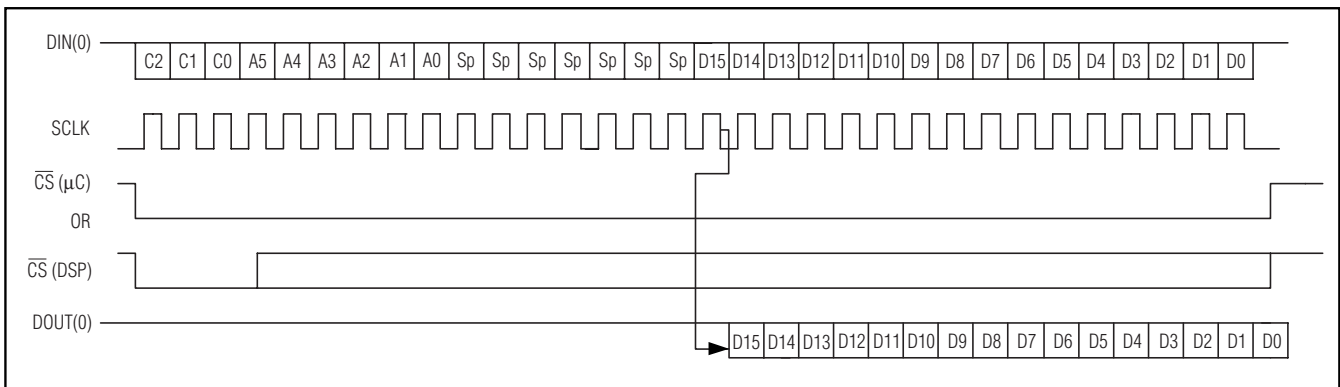 DIN(0)
C2 C1 C0 A5 A4 A3 A2 A1 A0 Sp Sp Sp Sp Sp Sp Sp D15 D14 D13 D12 D11 D10 D9 D8 D7 D6 D5 D4 D3 D2 D1 D0
SCLK
C̅S̅ (μC)
OR
C̅S̅ (DSP)
DOUT(0)
D15 D14 D13 D12 D11 D10 D9 D8 D7 D6 D5 D4 D3 D2 D1 D0